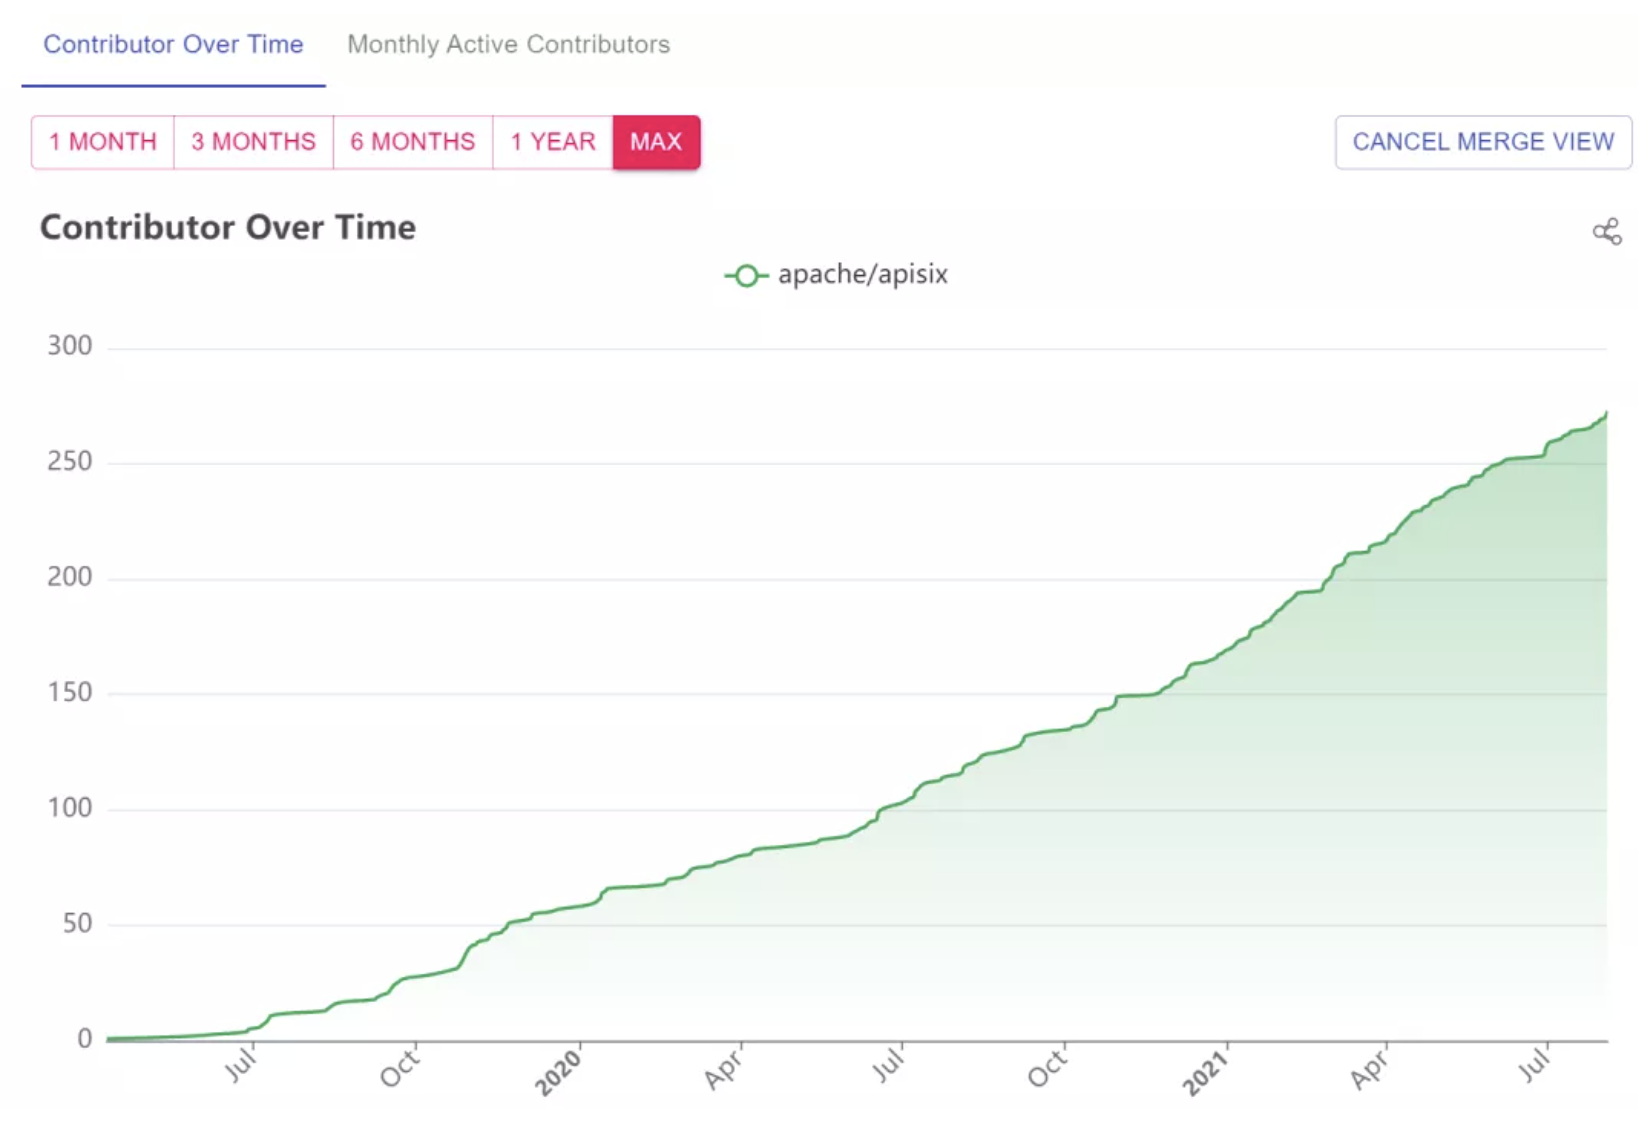 Contributor Over Time Monthly Active Contributors
1 MONTH 3 MONTHS 6 MONTHS 1 YEAR MAX CANCEL MERGE VIEW
Contributor Over Time
apache/apisix
300
250
200
150
100
50
0
Jul Oct 2020 Apr Jul Oct 2021 Apr Jul